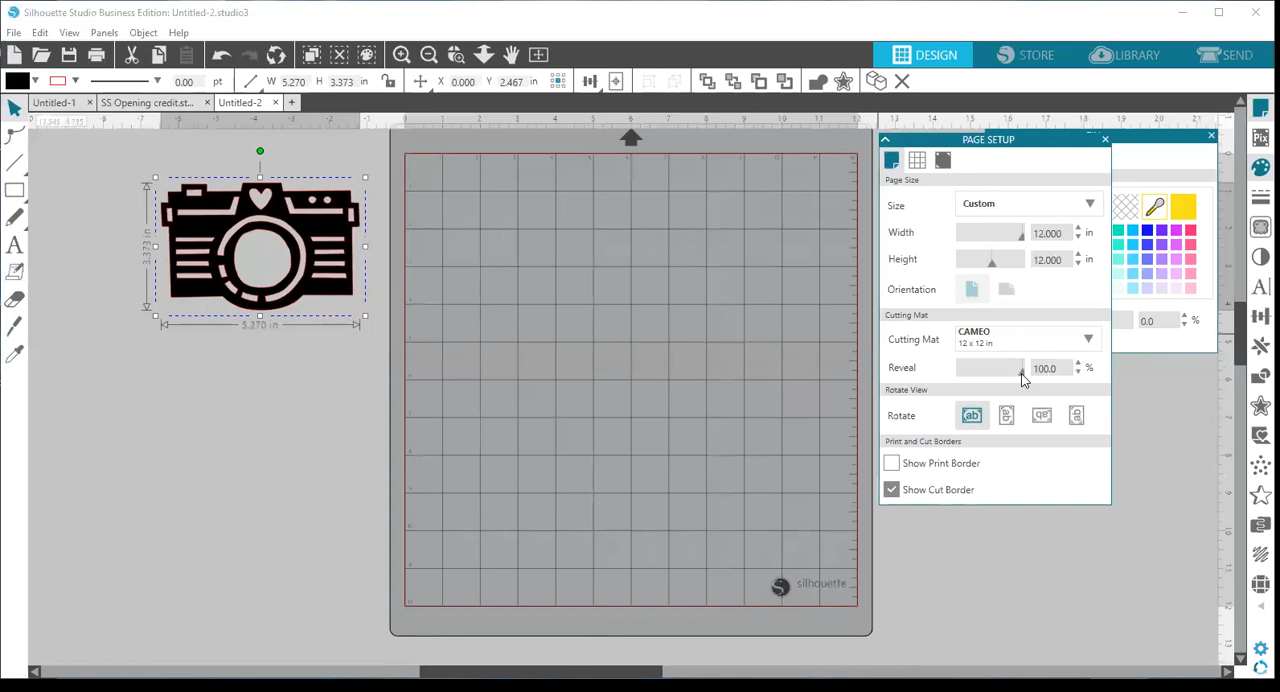 Silhouette Studio Business Edition: Untitled-2.studio3
File Edit View Panels Object Help
DESIGN STORE LIBRARY SEND
0.00 pt W 5.270 H 3.373 in X 0.000 Y 2.467 in
Untitled-1 SS Opening credit.st... Untitled-2
PAGE SETUP
Page Size
Size Custom
Width 12.000 in
Height 12.000 in
Orientation
Cutting Mat
Cutting Mat CAMEO
12 x 12 in
Reveal 100.0 %
Rotate View
Rotate
Print and Cut Borders
Show Print Border
Show Cut Border
0.0 %
3.373 in
5.270 in
silhouette